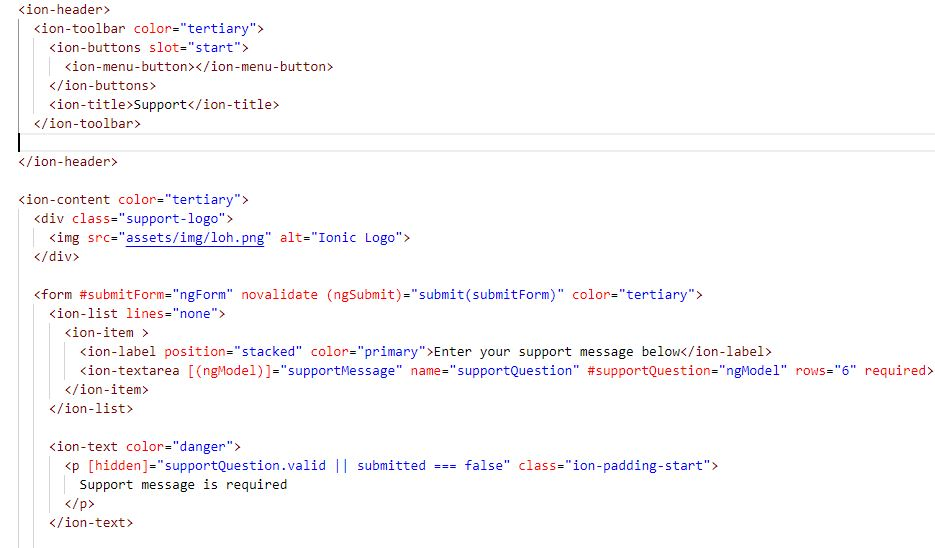 <ion-header>
<ion-toolbar color="tertiary">
<ion-buttons slot="start">
<ion-menu-button></ion-menu-button>
</ion-buttons>
<ion-title>Support</ion-title>
</ion-toolbar>
</ion-header>
<ion-content color="tertiary">
<div class="support-logo">
<img src="assets/img/loh.png" alt="Ionic Logo">
</div>
<form #submitForm="ngForm" novalidate (ngSubmit)="submit(submitForm)" color="tertiary">
<ion-list lines="none">
<ion-item >
<ion-label position="stacked" color="primary">Enter your support message below</ion-label>
<ion-textarea [(ngModel)]="supportMessage" name="supportQuestion" #supportQuestion="ngModel" rows="6" required>
</ion-item>
</ion-list>
<ion-text color="danger">
<p [hidden]="supportQuestion.valid || submitted === false" class="ion-padding-start">
Support message is required
</p>
</ion-text>